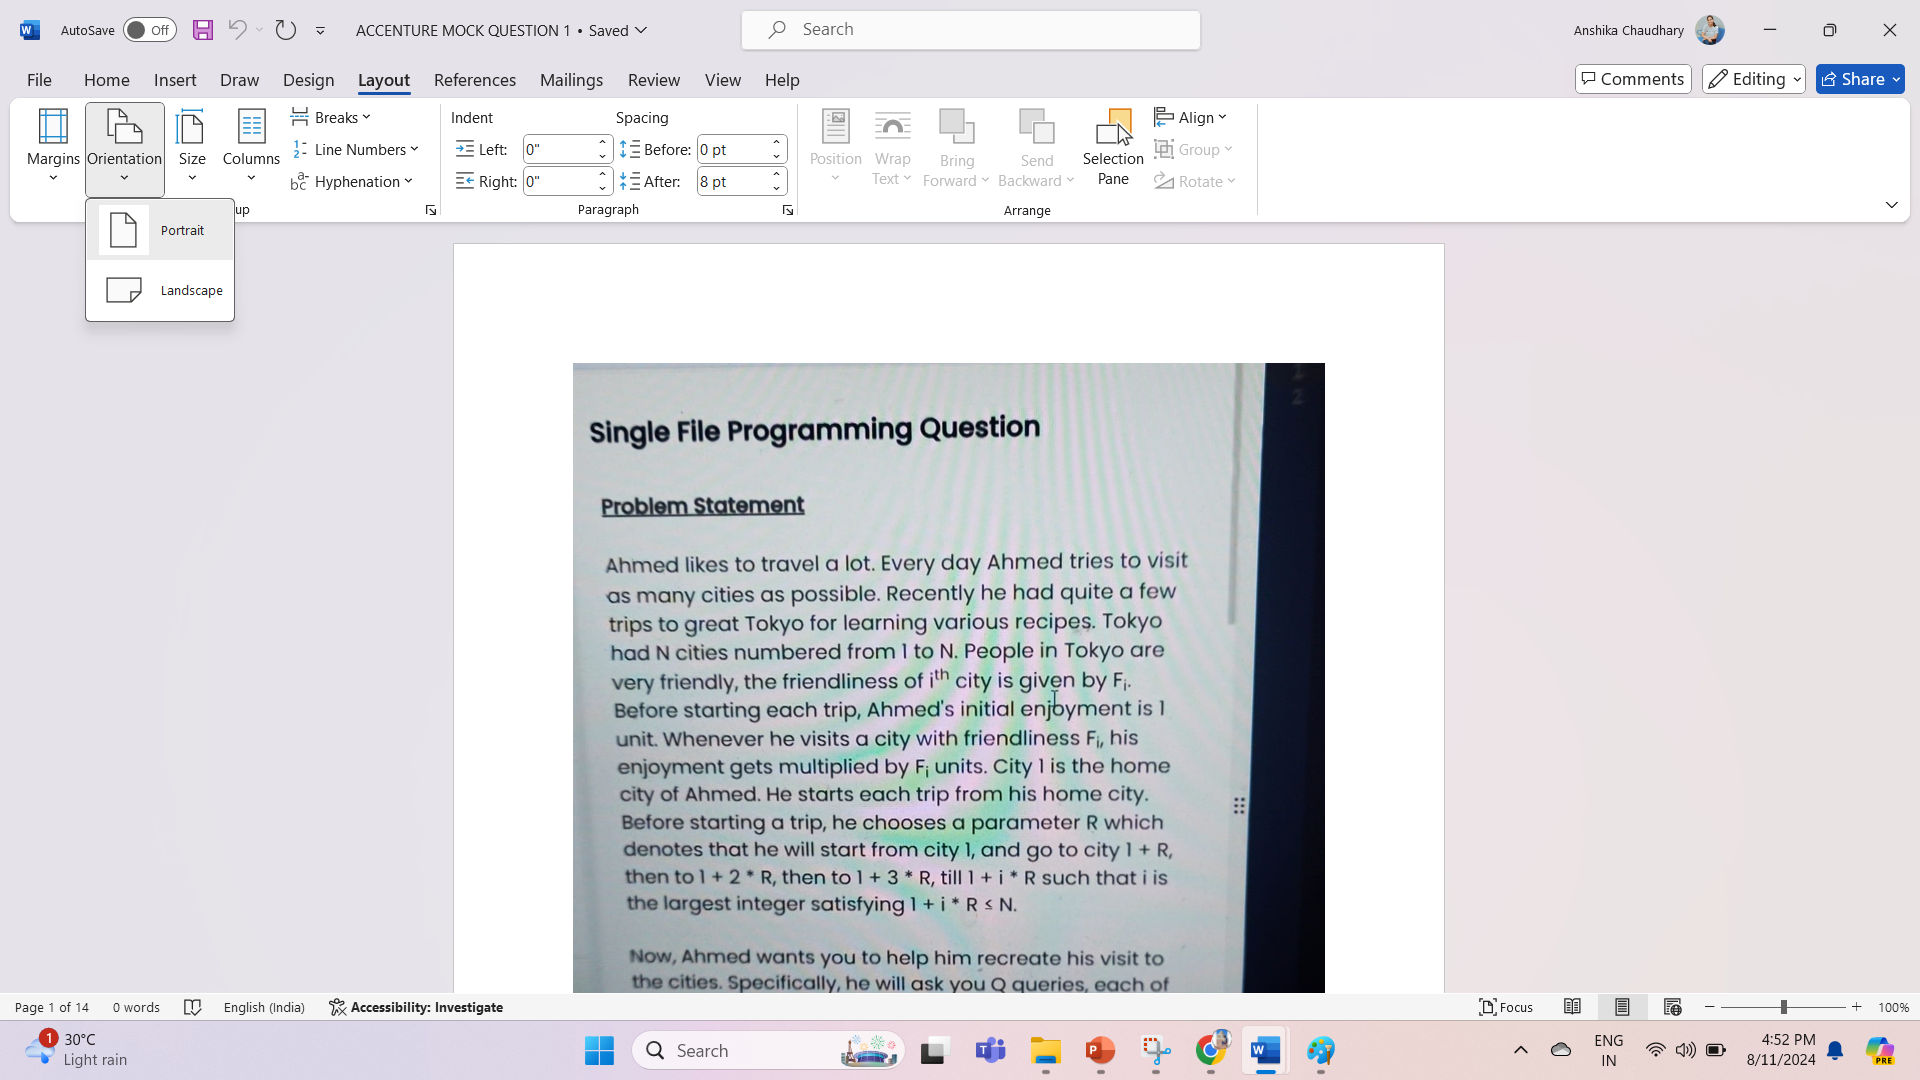 AutoSave Off ACCENTURE MOCK QUESTION 1 • Saved Search Anshika Chaudhary
File Home Insert Draw Design Layout References Mailings Review View Help Comments Editing Share
Margins Orientation Size Columns
Breaks
Line Numbers
Hyphenation
up
Indent Spacing
Left: 0" Before: 0 pt
Right: 0" After: 8 pt
Paragraph
Position Wrap Text Bring Forward Send Backward Selection Pane
Align
Group
Rotate
Arrange
Portrait
Landscape
Single File Programming Question
Problem Statement
Ahmed likes to travel a lot. Every day Ahmed tries to visit
as many cities as possible. Recently he had quite a few
trips to great Tokyo for learning various recipes. Tokyo
had N cities numbered from 1 to N. People in Tokyo are
very friendly, the friendliness of iᵗʰ city is given by Fᵢ.
Before starting each trip, Ahmed's initial enjoyment is 1
unit. Whenever he visits a city with friendliness Fᵢ, his
enjoyment gets multiplied by Fᵢ units. City 1 is the home
city of Ahmed. He starts each trip from his home city.
Before starting a trip, he chooses a parameter R which
denotes that he will start from city 1, and go to city 1 + R,
then to 1 + 2 * R, then to 1 + 3 * R, till 1 + i * R such that i is
the largest integer satisfying 1 + i * R ≤ N.
Now, Ahmed wants you to help him recreate his visit to
the cities. Specifically, he will ask you Q queries, each of
1
2
Page 1 of 14 0 words English (India) Accessibility: Investigate Focus 100%
1 30°C
Light rain
Search
ENG
IN
4:52 PM
8/11/2024
PRE